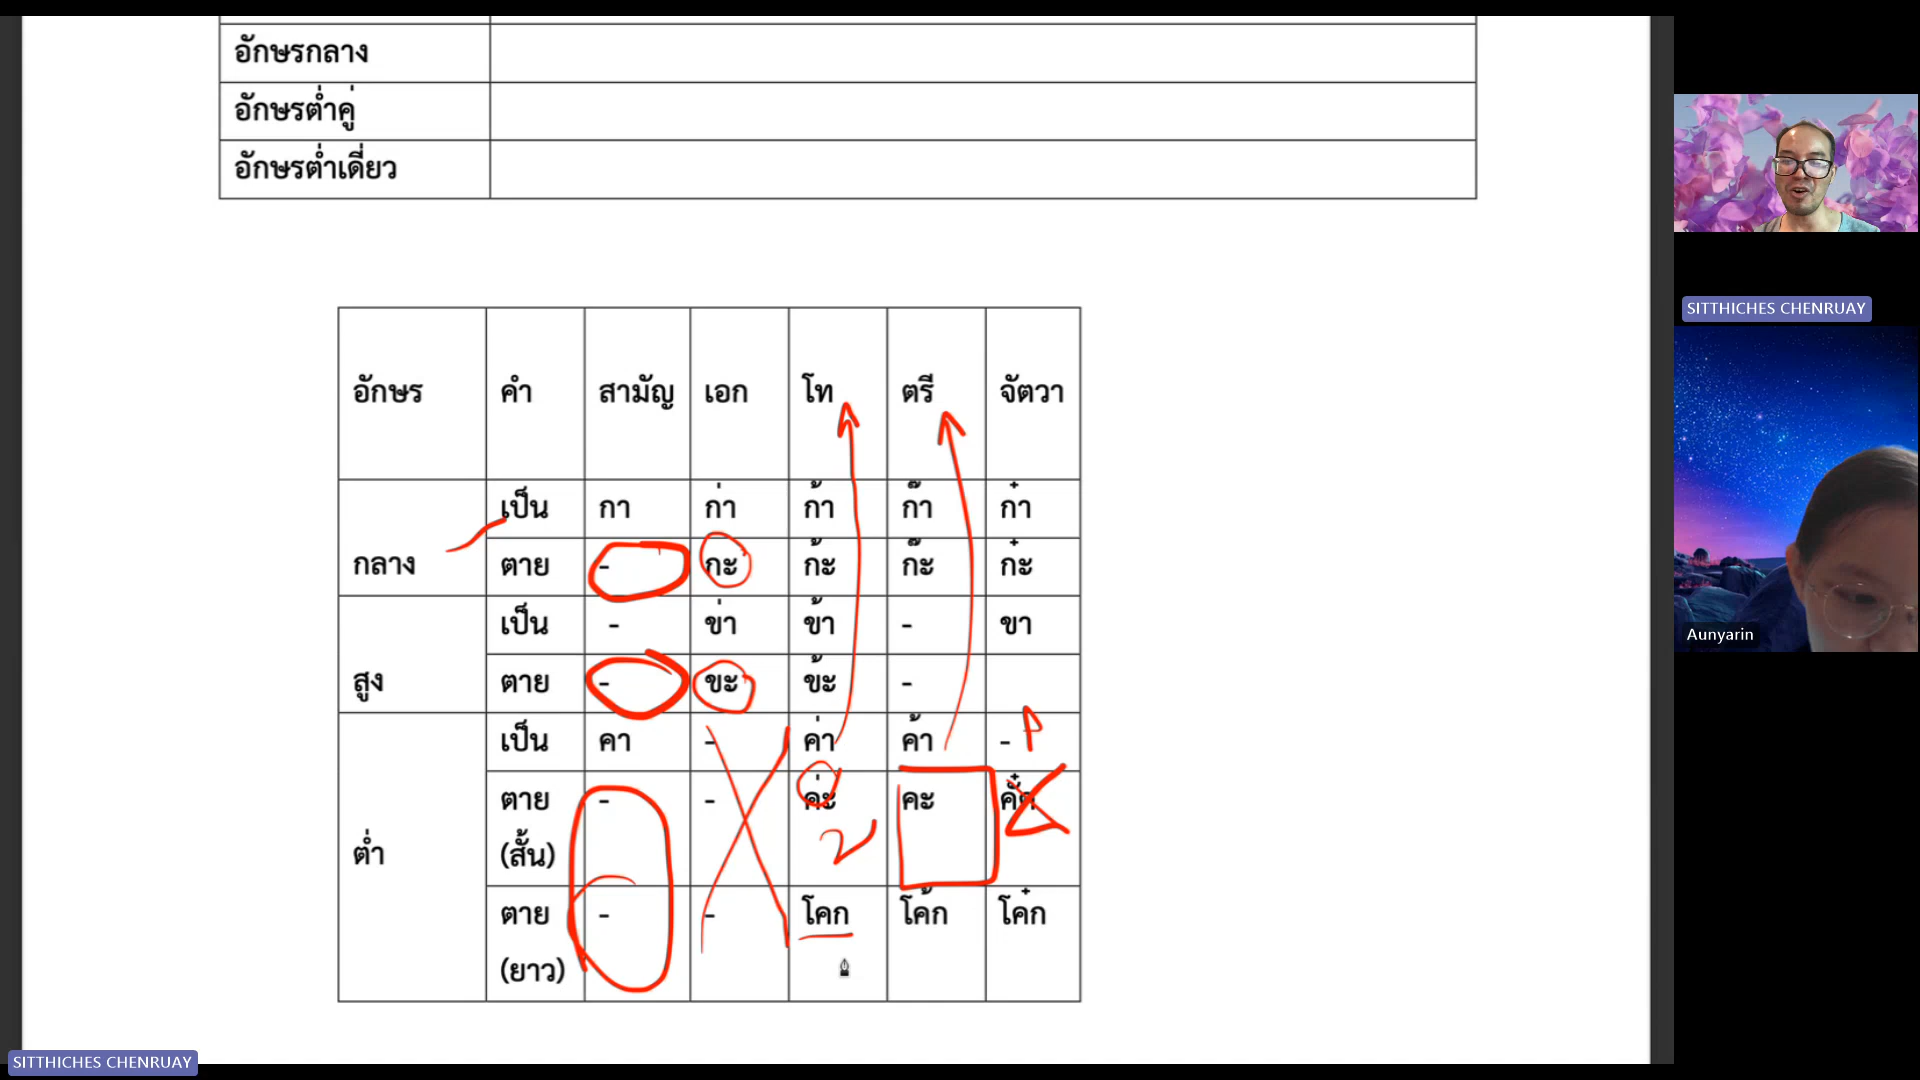 อักษรกลาง
อักษรต่ำคู่
อักษรต่ำเดี่ยว
อักษร คำ สามัญ เอก โท ตรี จัตวา
เป็น กา ก่า ก้า ก๊า ก๋า
กลาง ตาย - กะ ก้ะ ก๊ะ ก๋ะ
เป็น - ข่า ข้า - ขา
สูง ตาย - ขะ ข้ะ -
เป็น คา - ค่า ค้า -
ตาย - - ค่ะ คะ
(สั้น)
ต่ำ
ตาย - - โคก โค้ก โค๋ก
(ยาว)
SITTHICHES CHENRUAY
Aunyarin
SITTHICHES CHENRUAY